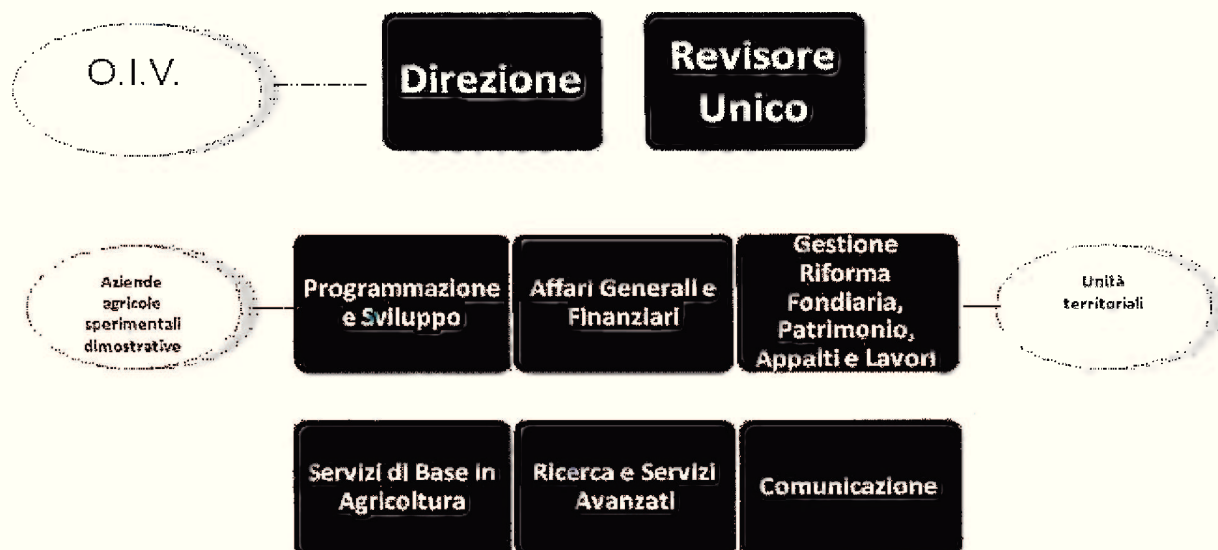 O.I.V.
Direzione
Revisore
Unico
Aziende
agricole
sperimentali
dimostrative
Programmazione
e Sviluppo
Affari Generali e
Finanziari
Gestione
Riforma
Fondiaria,
Patrimonio,
Appalti e Lavori
Unità
territoriali
Servizi di Base in
Agricoltura
Ricerca e Servizi
Avanzati
Comunicazione